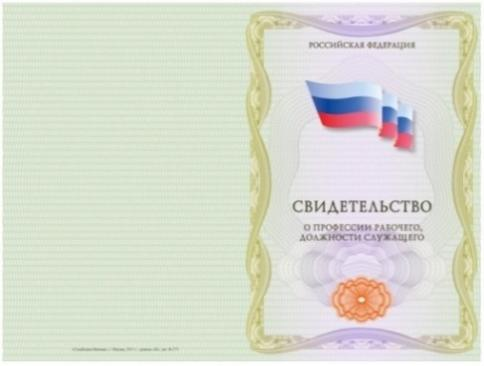 РОССИЙСКАЯ ФЕДЕРАЦИЯ
СВИДЕТЕЛЬСТВО
О ПРОФЕССИИ РАБОЧЕГО,
ДОЛЖНОСТИ СЛУЖАЩЕГО